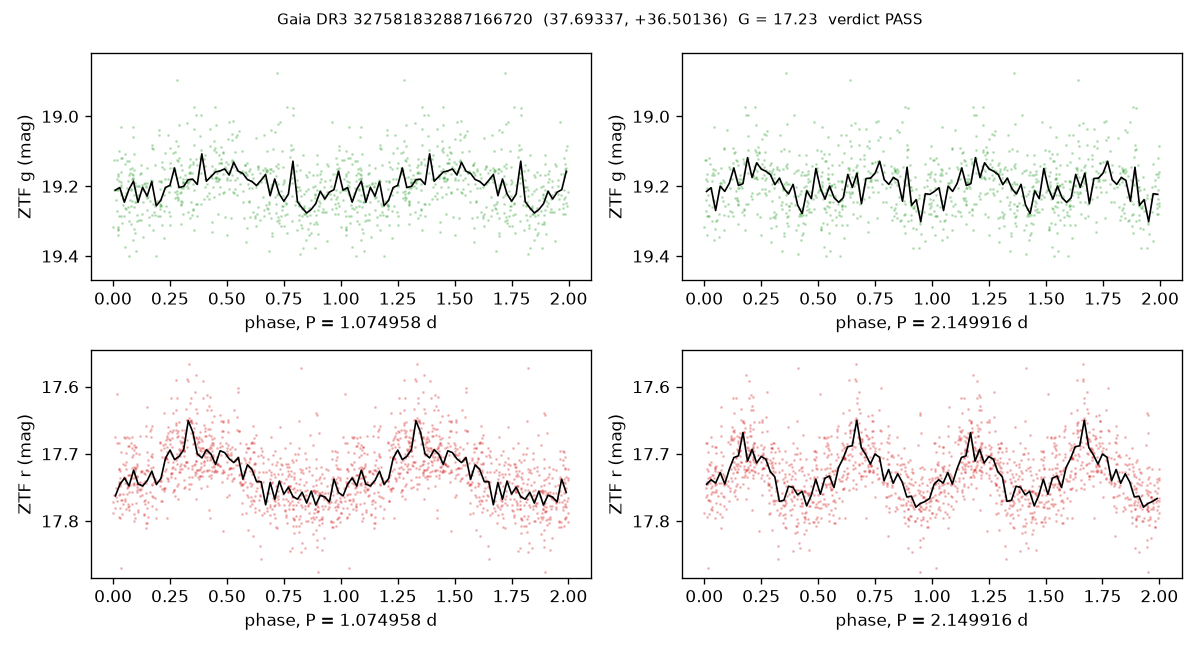 Gaia DR3 327581832887166720 (37.69337, +36.50136) G = 17.23 verdict PASS
ZTF g (mag)
19.0
19.2
19.4
0.00 0.25 0.50 0.75 1.00 1.25 1.50 1.75 2.00
phase, P = 1.074958 d
ZTF g (mag)
19.0
19.2
19.4
0.00 0.25 0.50 0.75 1.00 1.25 1.50 1.75 2.00
phase, P = 2.149916 d
ZTF r (mag)
17.6
17.7
17.8
0.00 0.25 0.50 0.75 1.00 1.25 1.50 1.75 2.00
phase, P = 1.074958 d
ZTF r (mag)
17.6
17.7
17.8
0.00 0.25 0.50 0.75 1.00 1.25 1.50 1.75 2.00
phase, P = 2.149916 d